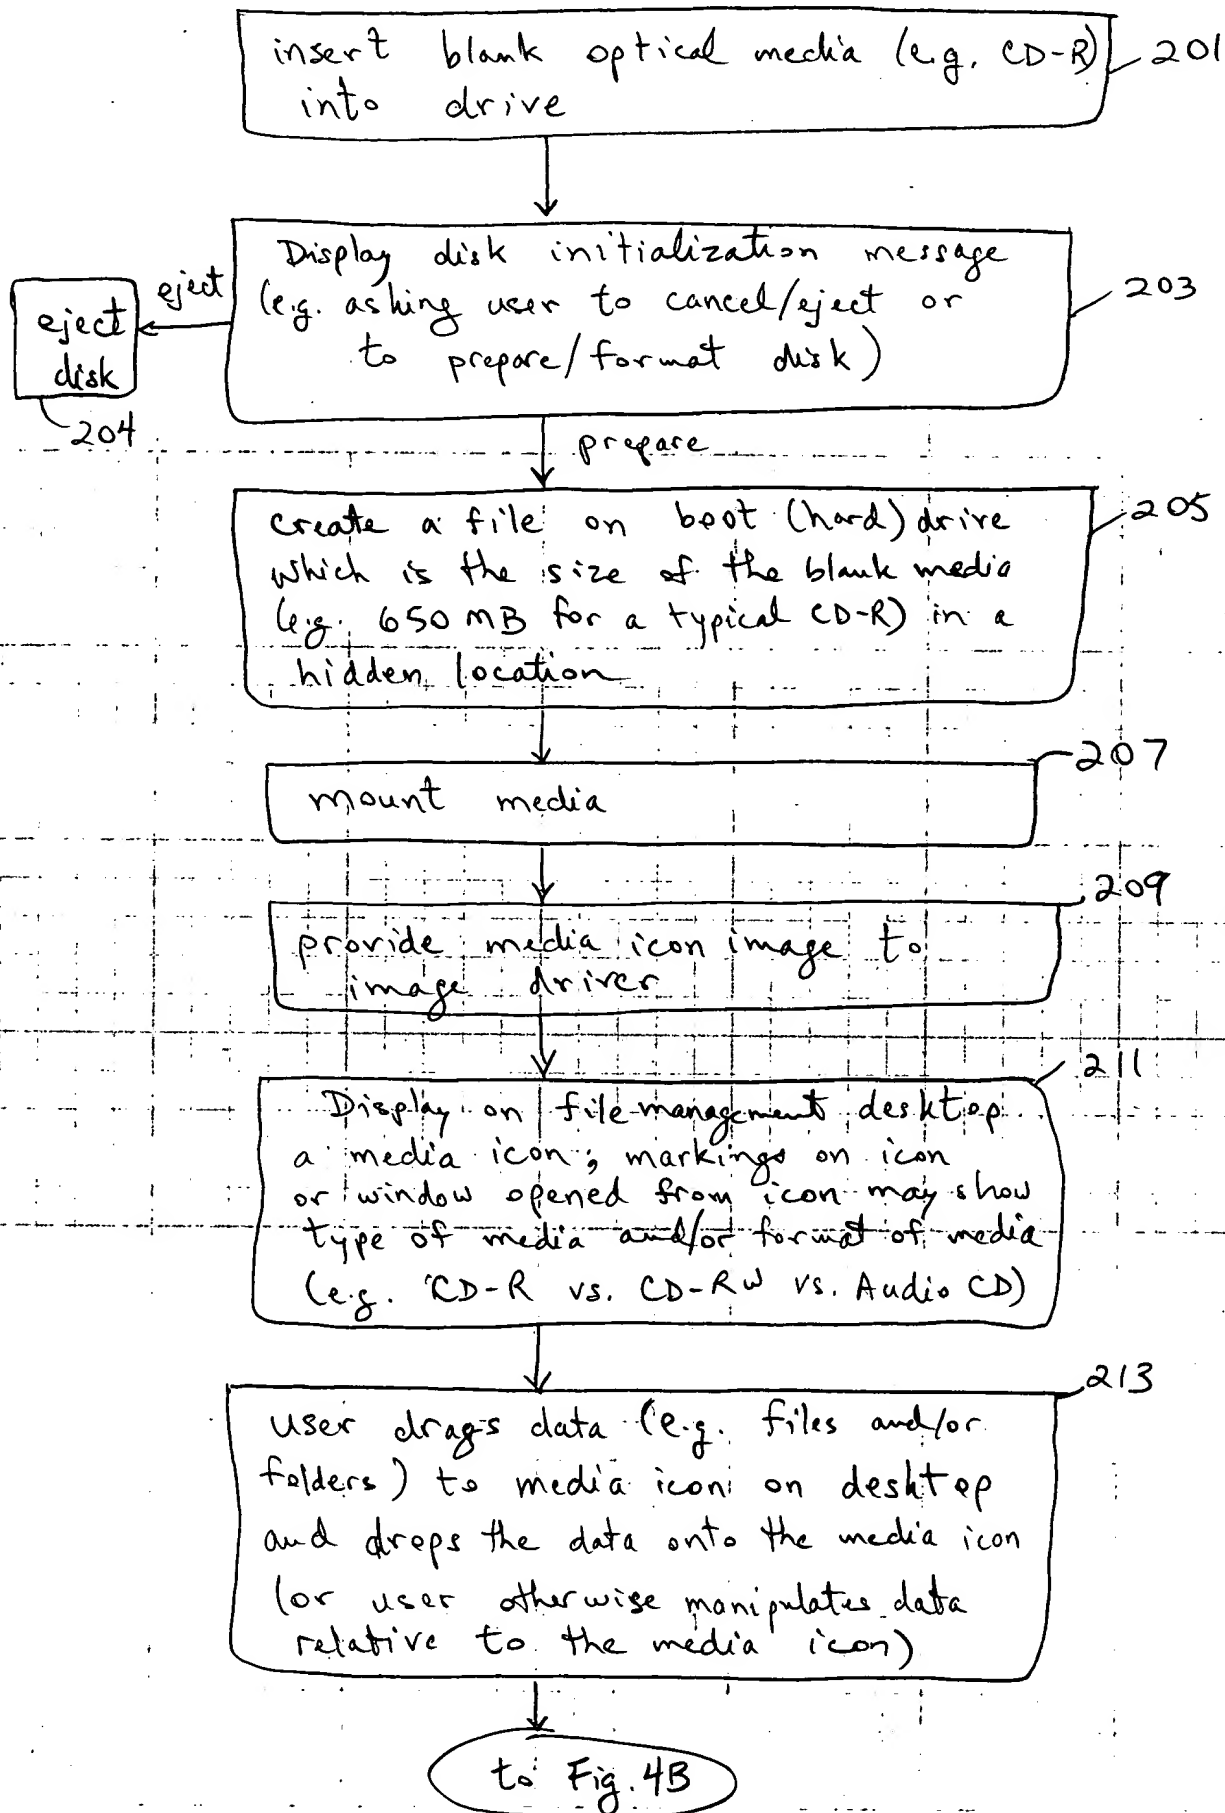 insert blank optical media (e.g. CD-R)
into drive
201
Display disk initialization message
(e.g. asking user to cancel/eject or
to prepare/format disk)
203
eject
eject
disk
204
prepare
create a file on boot (hard) drive
which is the size of the blank media
(e.g. 650 MB for a typical CD-R) in a
hidden location
205
mount media
207
provide media icon image to
image driver
209
Display on file management desktop
a media icon; markings on icon
or window opened from icon may show
type of media and/or format of media
(e.g. CD-R vs. CD-RW vs. Audio CD)
211
user drags data (e.g. files and/or
folders) to media icon on desktop
and drops the data onto the media icon
(or user otherwise manipulates data
relative to the media icon)
213
to Fig. 4B